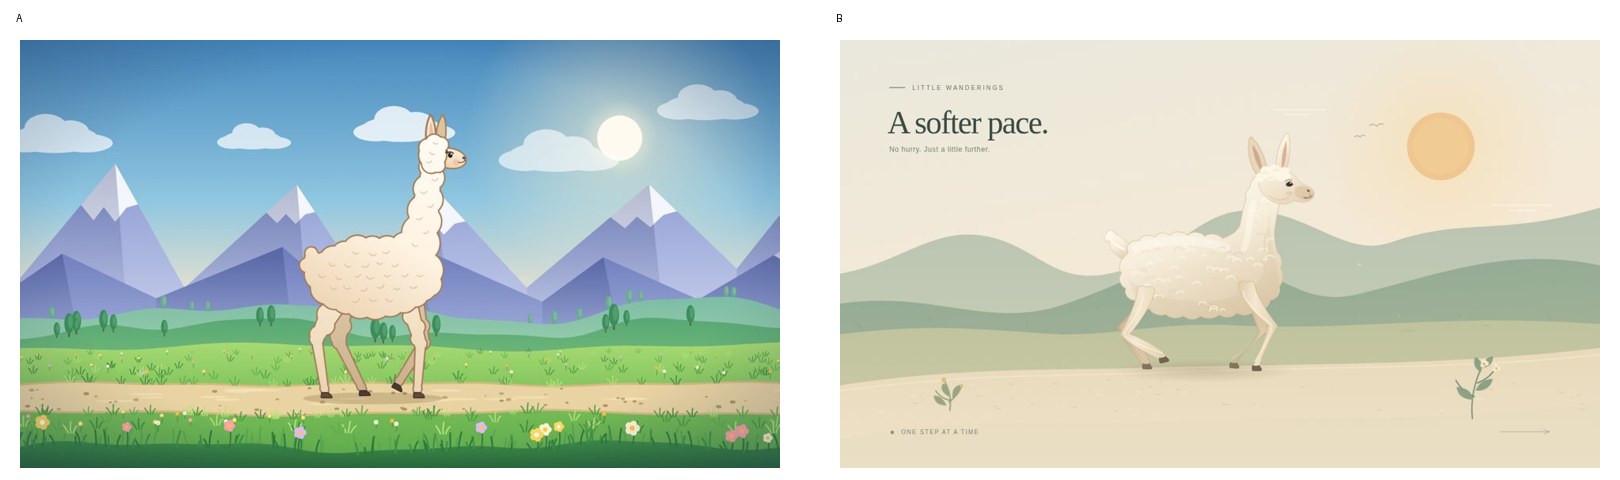 A
B
LITTLE WANDERINGS
A softer pace.
No hurry. Just a little further.
ONE STEP AT A TIME